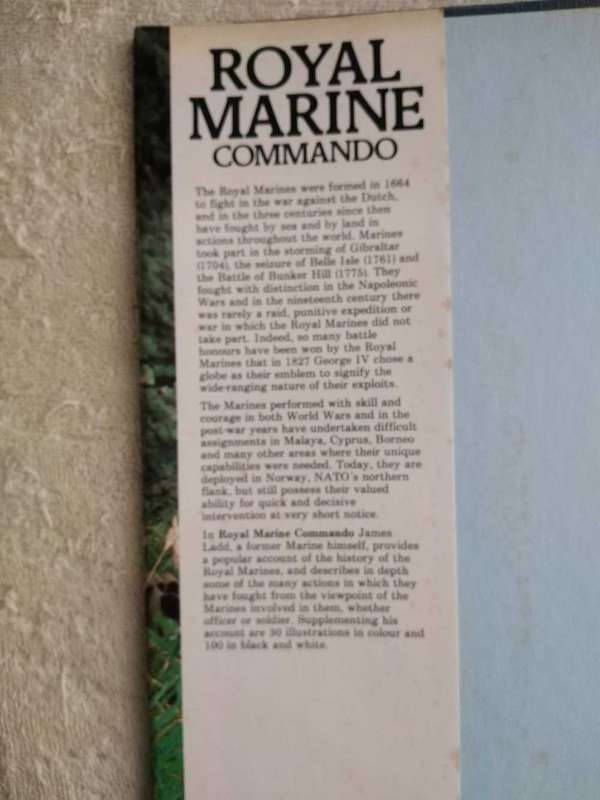 ROYAL
MARINE
COMMANDO
The Royal Marines were formed in 1664
to fight in the war against the Dutch,
and in the three centuries since then
have fought by sea and by land in
actions throughout the world. Marines
took part in the storming of Gibraltar
(1704), the seizure of Belle Isle (1761) and
the Battle of Bunker Hill (1775). They
fought with distinction in the Napoleonic
Wars and in the nineteenth century there
was rarely a raid, punitive expedition or
war in which the Royal Marines did not
take part. Indeed, so many battle
honours have been won by the Royal
Marines that in 1827 George IV chose a
globe as their emblem to signify the
wide-ranging nature of their exploits.
The Marines performed with skill and
courage in both World Wars and in the
post-war years have undertaken difficult
assignments in Malaya, Cyprus, Borneo
and many other areas where their unique
capabilities were needed. Today, they are
deployed in Norway, NATO's northern
flank, but still possess their valued
ability for quick and decisive
intervention at very short notice.
In Royal Marine Commando James
Ladd, a former Marine himself, provides
a popular account of the history of the
Royal Marines, and describes in depth
some of the many actions in which they
have fought from the viewpoint of the
Marines involved in them, whether
officer or soldier. Supplementing his
account are 30 illustrations in colour and
100 in black and white.